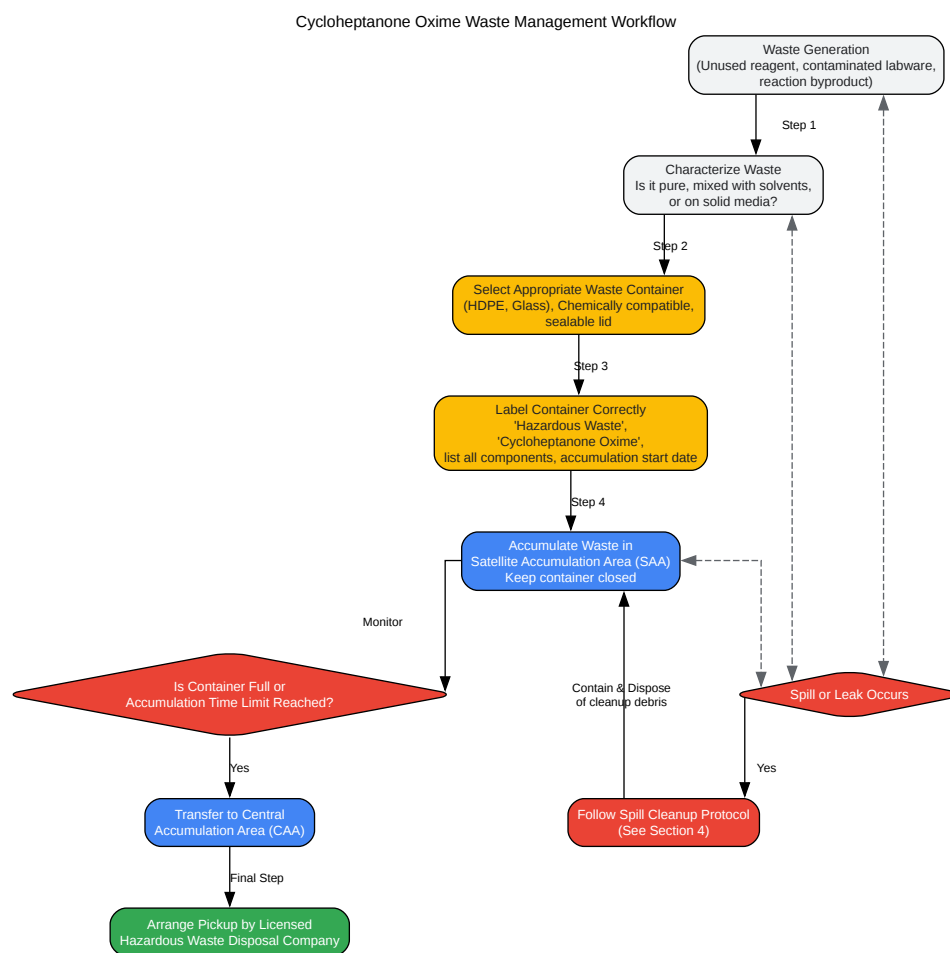 Cycloheptanone Oxime Waste Management Workflow
Waste Generation
(Unused reagent, contaminated labware,
reaction byproduct)
Step 1
Characterize Waste
Is it pure, mixed with solvents,
or on solid media?
Step 2
Select Appropriate Waste Container
(HDPE, Glass), Chemically compatible,
sealable lid
Step 3
Label Container Correctly
'Hazardous Waste',
'Cycloheptanone Oxime',
list all components, accumulation start date
Step 4
Accumulate Waste in
Satellite Accumulation Area (SAA)
Keep container closed
Monitor
Is Container Full or
Accumulation Time Limit Reached?
Contain & Dispose
of cleanup debris
Spill or Leak Occurs
Yes
Yes
Transfer to Central
Accumulation Area (CAA)
Follow Spill Cleanup Protocol
(See Section 4)
Final Step
Arrange Pickup by Licensed
Hazardous Waste Disposal Company